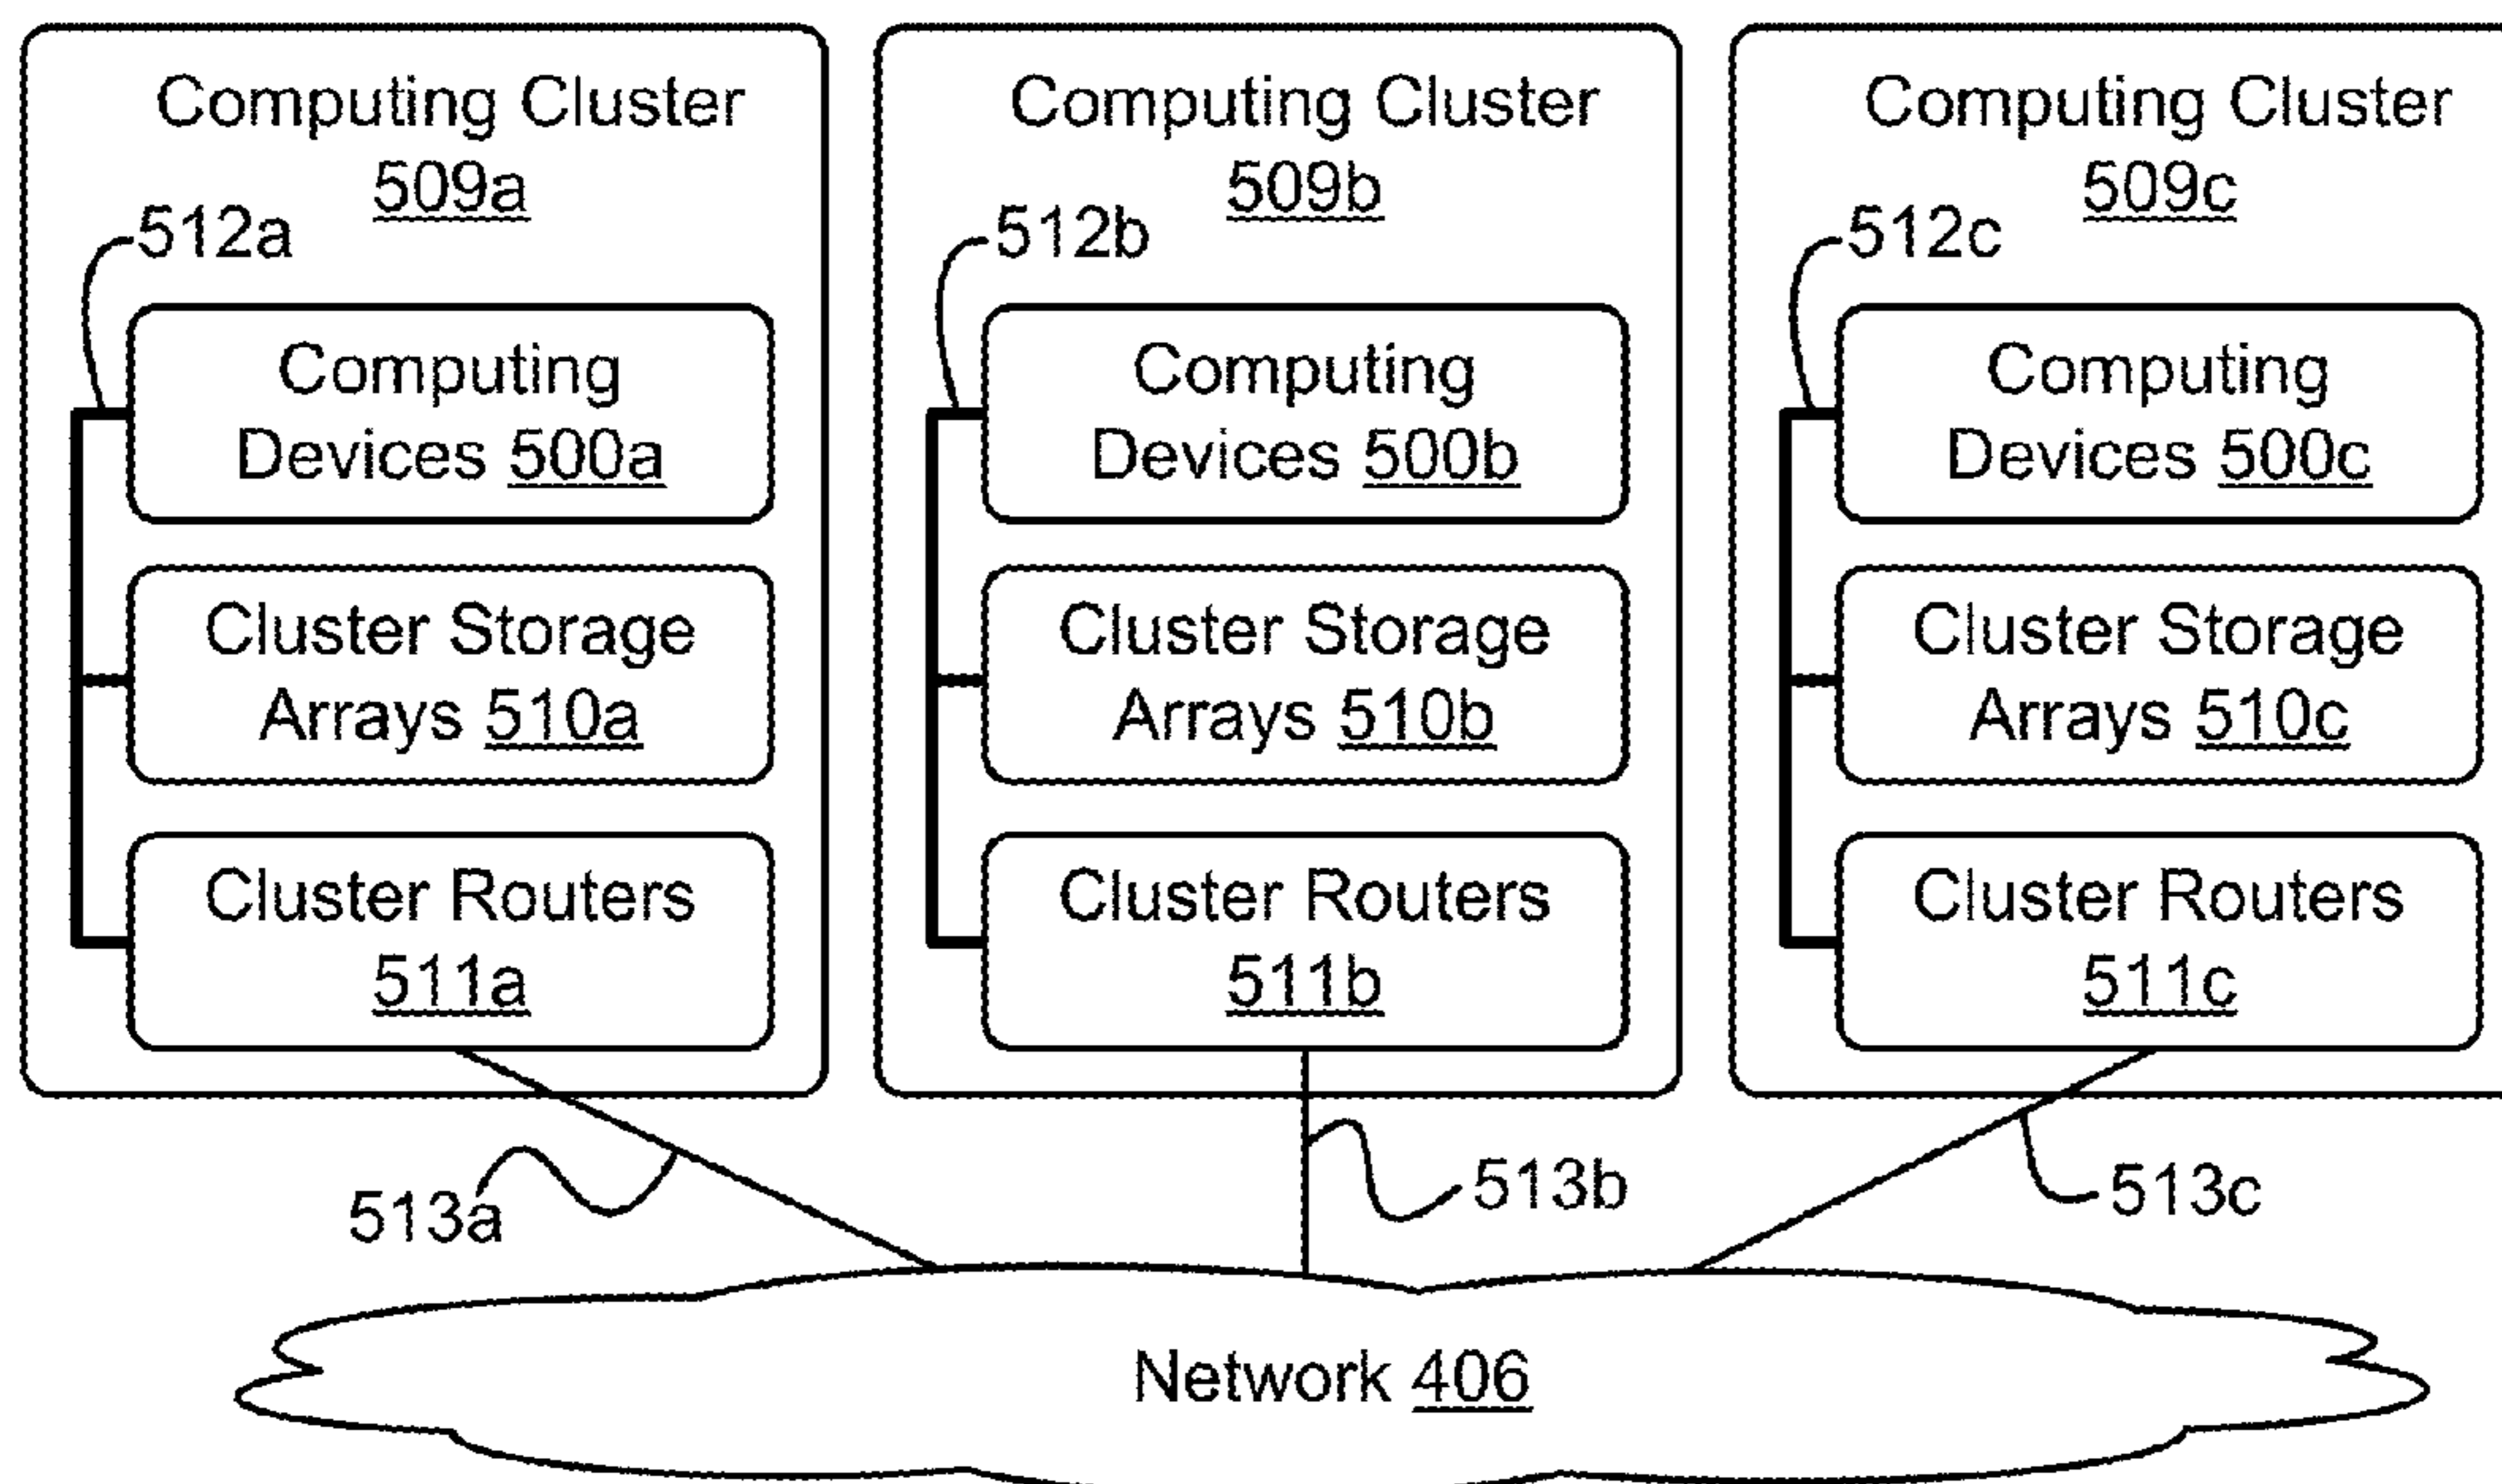 Computing Cluster
509a
512a
Computing
Devices 500a
Cluster Storage
Arrays 510a
Cluster Routers
511a
Computing Cluster
509b
512b
Computing
Devices 500b
Cluster Storage
Arrays 510b
Cluster Routers
511b
Computing Cluster
509c
512c
Computing
Devices 500c
Cluster Storage
Arrays 510c
Cluster Routers
511c
513a
513b
513c
Network 406